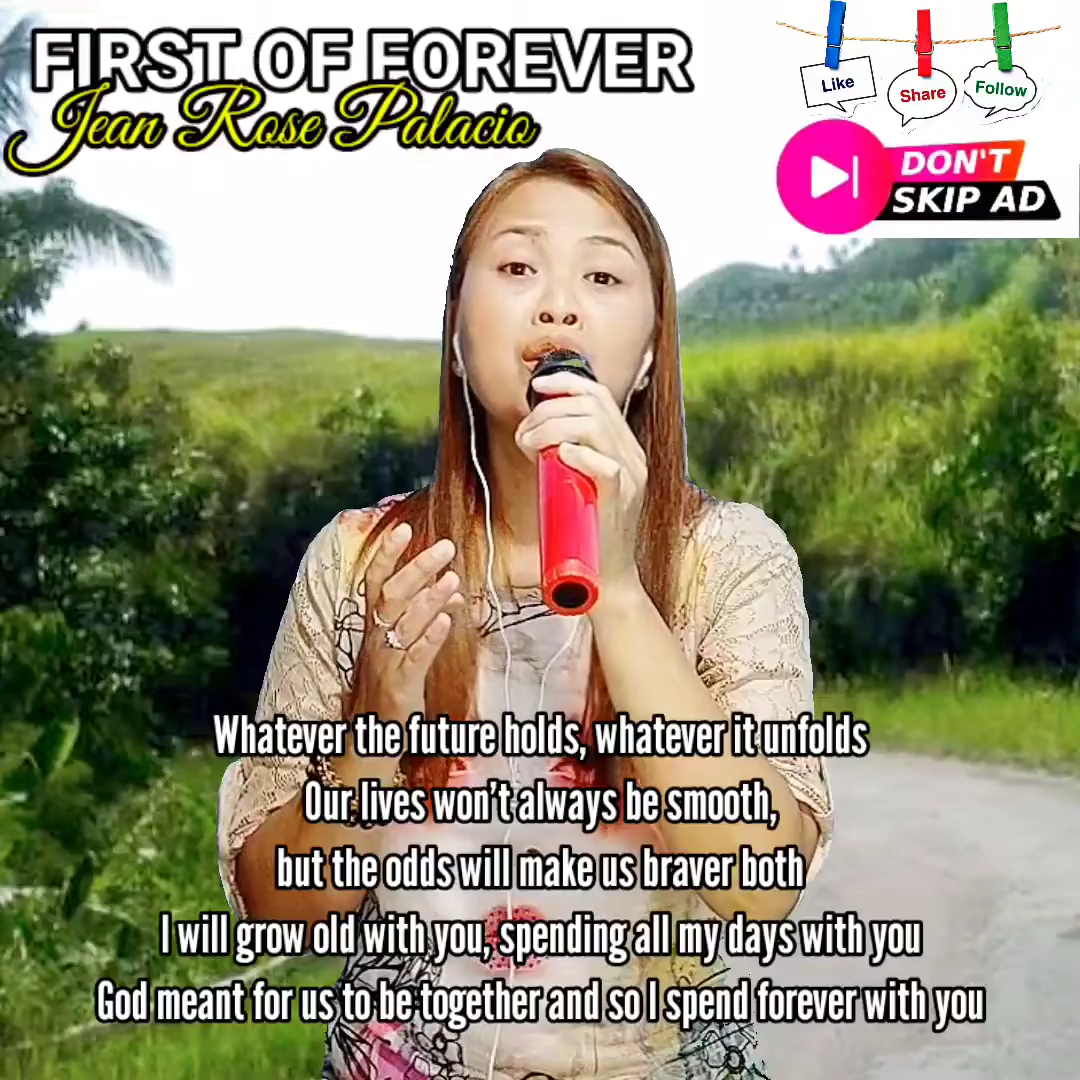 FIRST OF FOREVER
Jean Rose Palacio
Like
Share
Follow
DON'T
SKIP AD
Whatever the future holds, whatever it unfolds
Our lives won't always be smooth,
but the odds will make us braver both
I will grow old with you, spending all my days with you
God meant for us to be together and so I spend forever with you